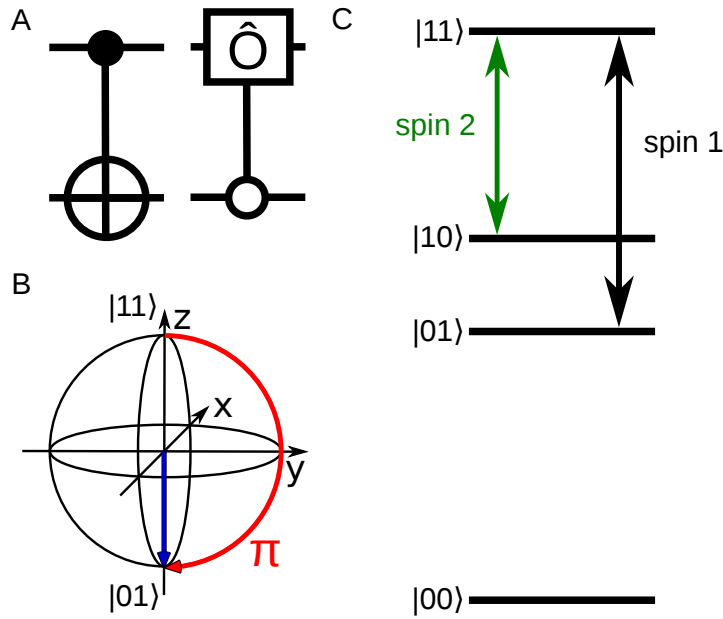 A
Ô
C
|11⟩
spin 2
spin 1
|10⟩
|01⟩
|00⟩
B
|11⟩
z
x
y
π
|01⟩